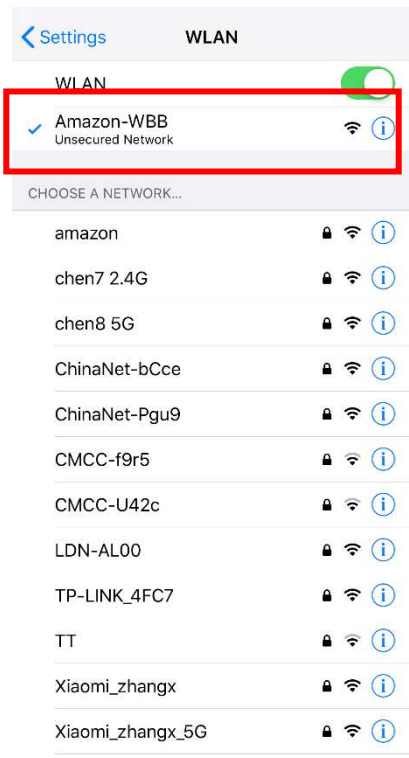 Settings WLAN
WLAN
Amazon-WBB
Unsecured Network
CHOOSE A NETWORK...
amazon
chen7 2.4G
chen8 5G
ChinaNet-bCce
ChinaNet-Pgu9
CMCC-f9r5
CMCC-U42c
LDN-AL00
TP-LINK_4FC7
TT
Xiaomi_zhangx
Xiaomi_zhangx_5G